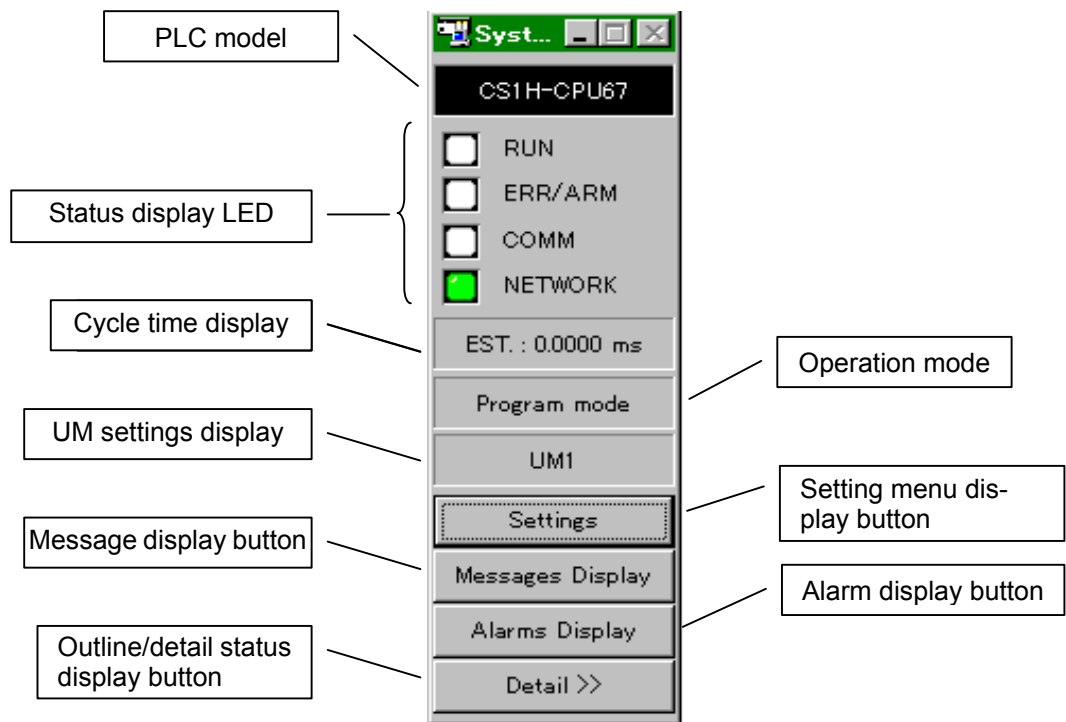 PLC model
Syst...
CS1H-CPU67
RUN
ERR/ARM
Status display LED
COMM
NETWORK
Cycle time display
EST. : 0.0000 ms
Operation mode
Program mode
UM settings display
UM1
Setting menu dis-
play button
Settings
Message display button
Messages Display
Alarm display button
Alarms Display
Outline/detail status
display button
Detail >>